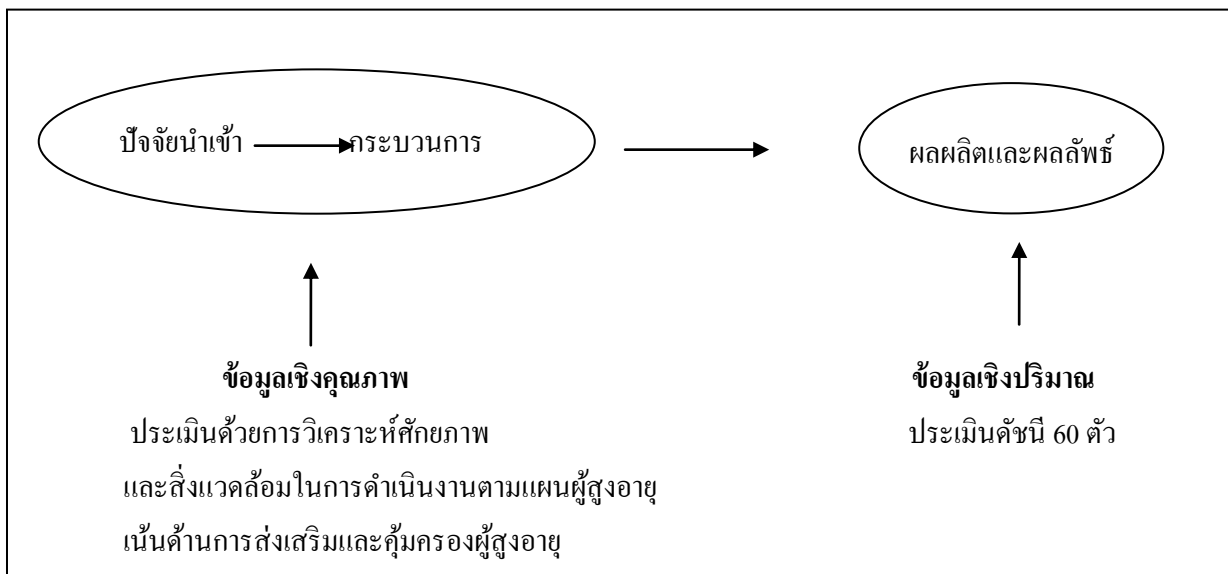 ปัจจัยนำเข้า กระบวนการ
ผลผลิตและผลลัพธ์
ข้อมูลเชิงคุณภาพ
ประเมินด้วยการวิเคราะห์ศักยภาพ
และสิ่งแวดล้อมในการดำเนินงานตามแผนผู้สูงอายุ
เน้นด้านการส่งเสริมและคุ้มครองผู้สูงอายุ
ข้อมูลเชิงปริมาณ
ประเมินดัชนี 60 ตัว